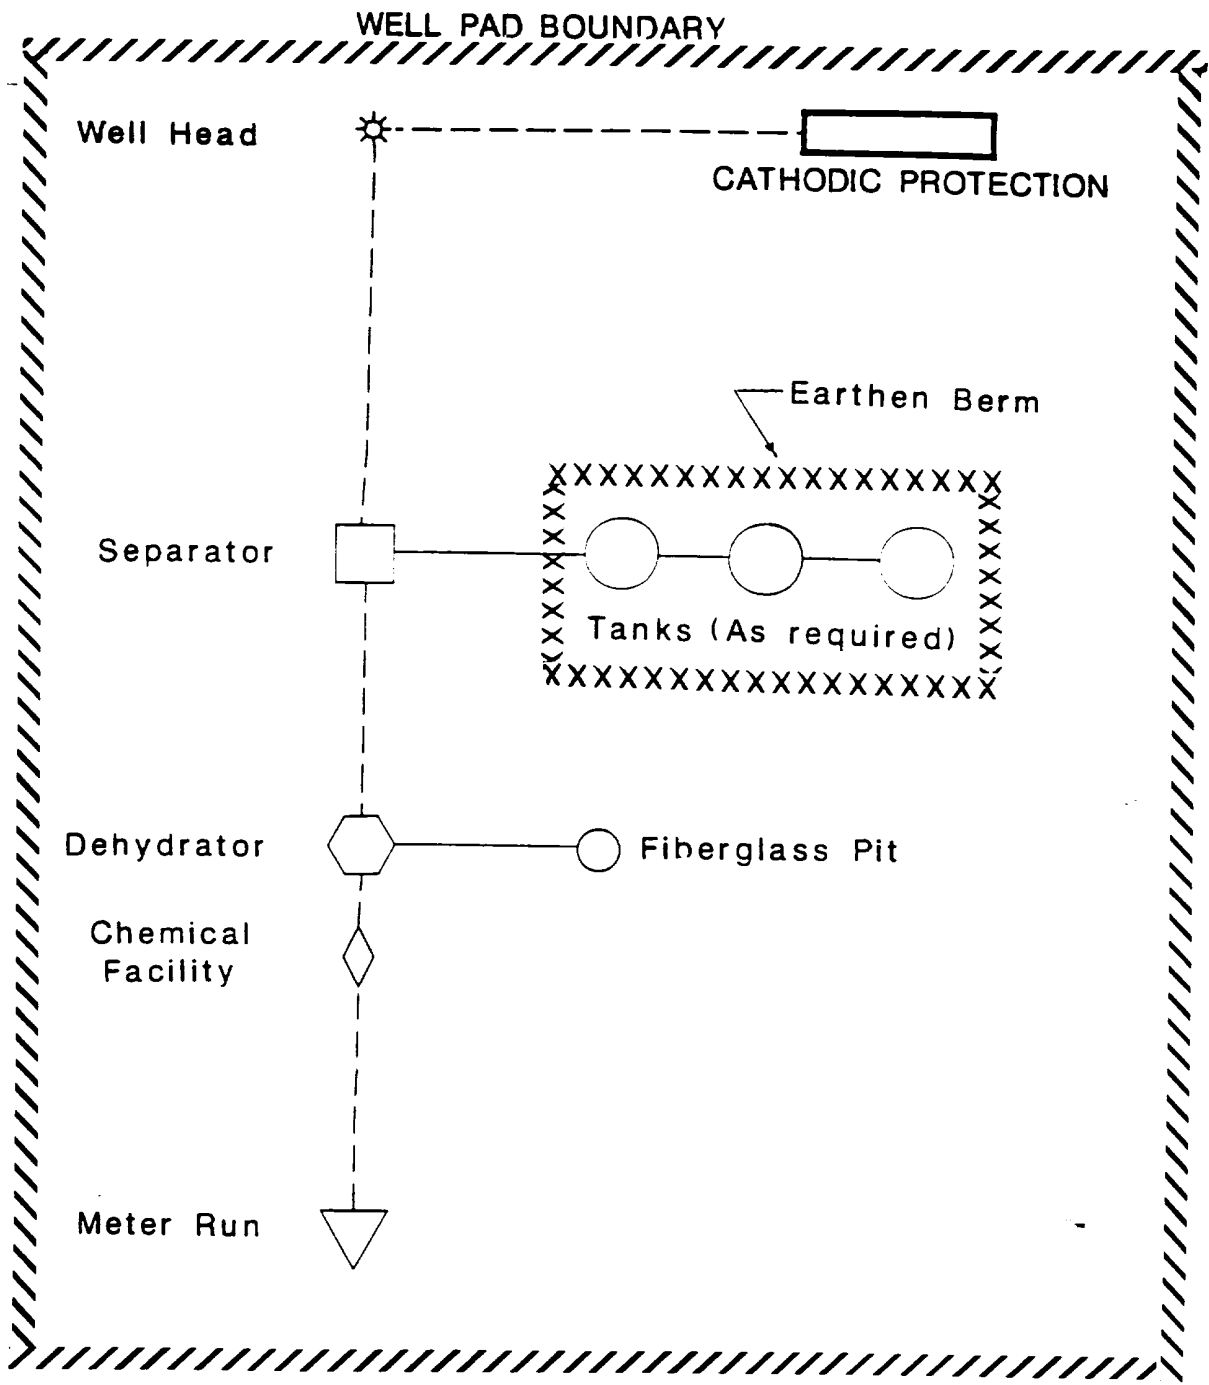 WELL PAD BOUNDARY
Well Head
CATHODIC PROTECTION
Earthen Berm
Separator
Tanks (As required)
Dehydrator
Fiberglass Pit
Chemical
Facility
Meter Run